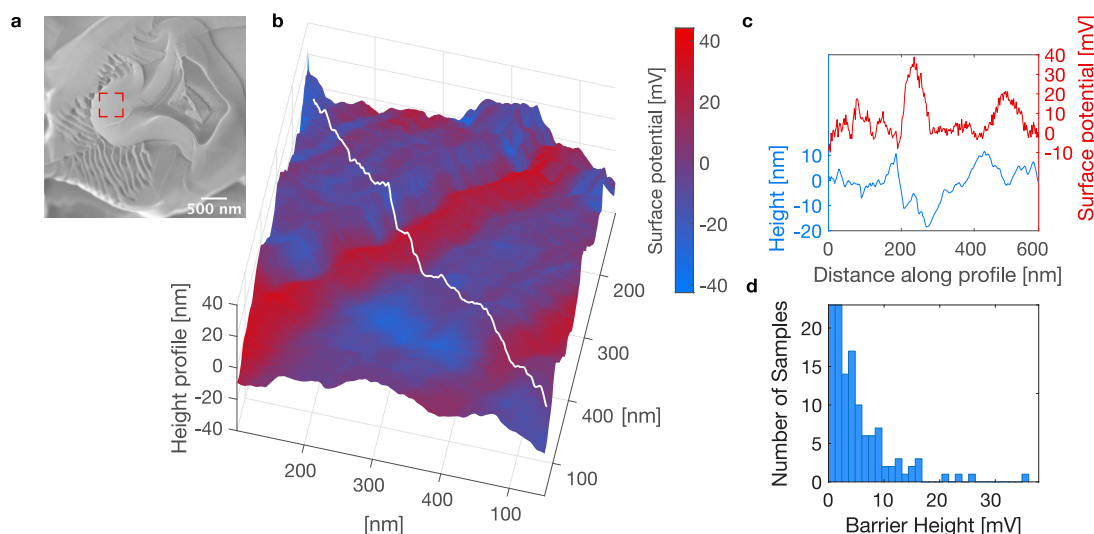 a
500 nm
b
40
20
0
-20
-40
Height profile [nm]
200
300
400
100
[nm]
200
300
400
100
[nm]
40
20
0
-20
-40
Surface potential [mV]
c
10
0
-10
-20
Height [nm]
40
30
20
10
0
-10
Surface potential [mV]
0 200 400 600
Distance along profile [nm]
d
20
15
10
5
0
Number of Samples
0 10 20 30
Barrier Height [mV]